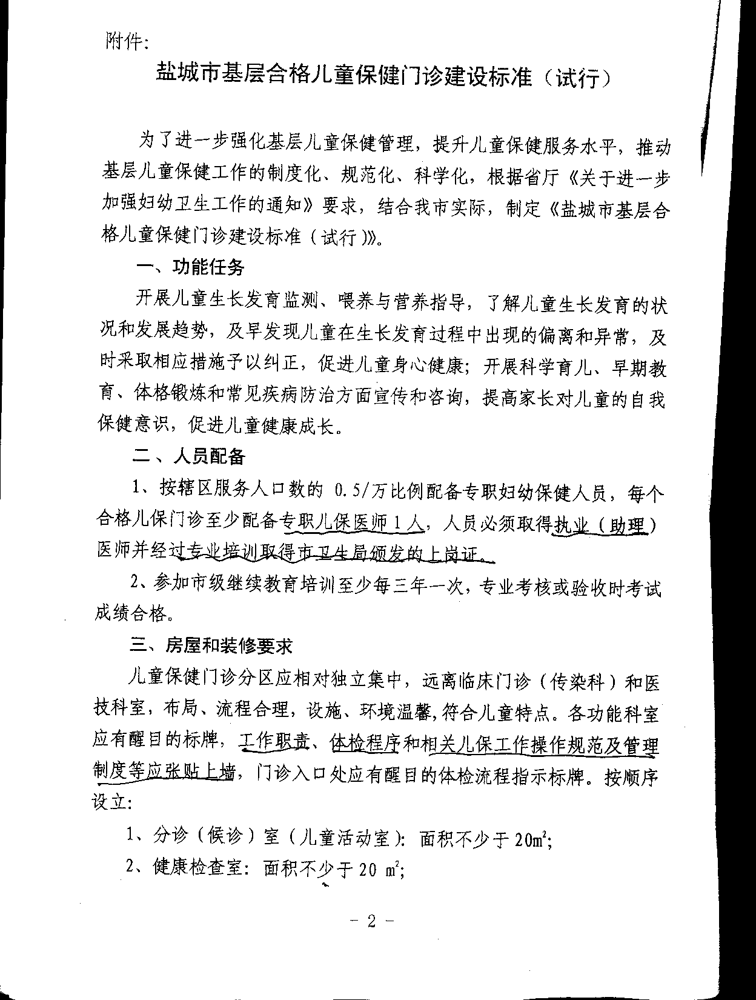 附件：
盐城市基层合格儿童保健门诊建设标准（试行）
为了进一步强化基层儿童保健管理，提升儿童保健服务水平，推动
基层儿童保健工作的制度化、规范化、科学化，根据省厅《关于进一步
加强妇幼卫生工作的通知》要求，结合我市实际，制定《盐城市基层合
格儿童保健门诊建设标准（试行）》。
一、功能任务
开展儿童生长发育监测、喂养与营养指导，了解儿童生长发育的状
况和发展趋势，及早发现儿童在生长发育过程中出现的偏离和异常，及
时采取相应措施予以纠正，促进儿童身心健康；开展科学育儿、早期教
育、体格锻炼和常见疾病防治方面宣传和咨询，提高家长对儿童的自我
保健意识，促进儿童健康成长。
二、人员配备
1、按辖区服务人口数的 0.5/万比例配备专职妇幼保健人员，每个
合格儿保门诊至少配备专职儿保医师1人，人员必须取得执业（助理）
医师并经过专业培训取得市卫生局颁发的上岗证。
2、参加市级继续教育培训至少每三年一次，专业考核或验收时考试
成绩合格。
三、房屋和装修要求
儿童保健门诊分区应相对独立集中，远离临床门诊（传染科）和医
技科室，布局、流程合理，设施、环境温馨,符合儿童特点。各功能科室
应有醒目的标牌，工作职责、体检程序和相关儿保工作操作规范及管理
制度等应张贴上墙，门诊入口处应有醒目的体检流程指示标牌。按顺序
设立：
1、分诊（候诊）室（儿童活动室）：面积不少于20m²；
2、健康检查室：面积不少于20 m²；
- 2 -